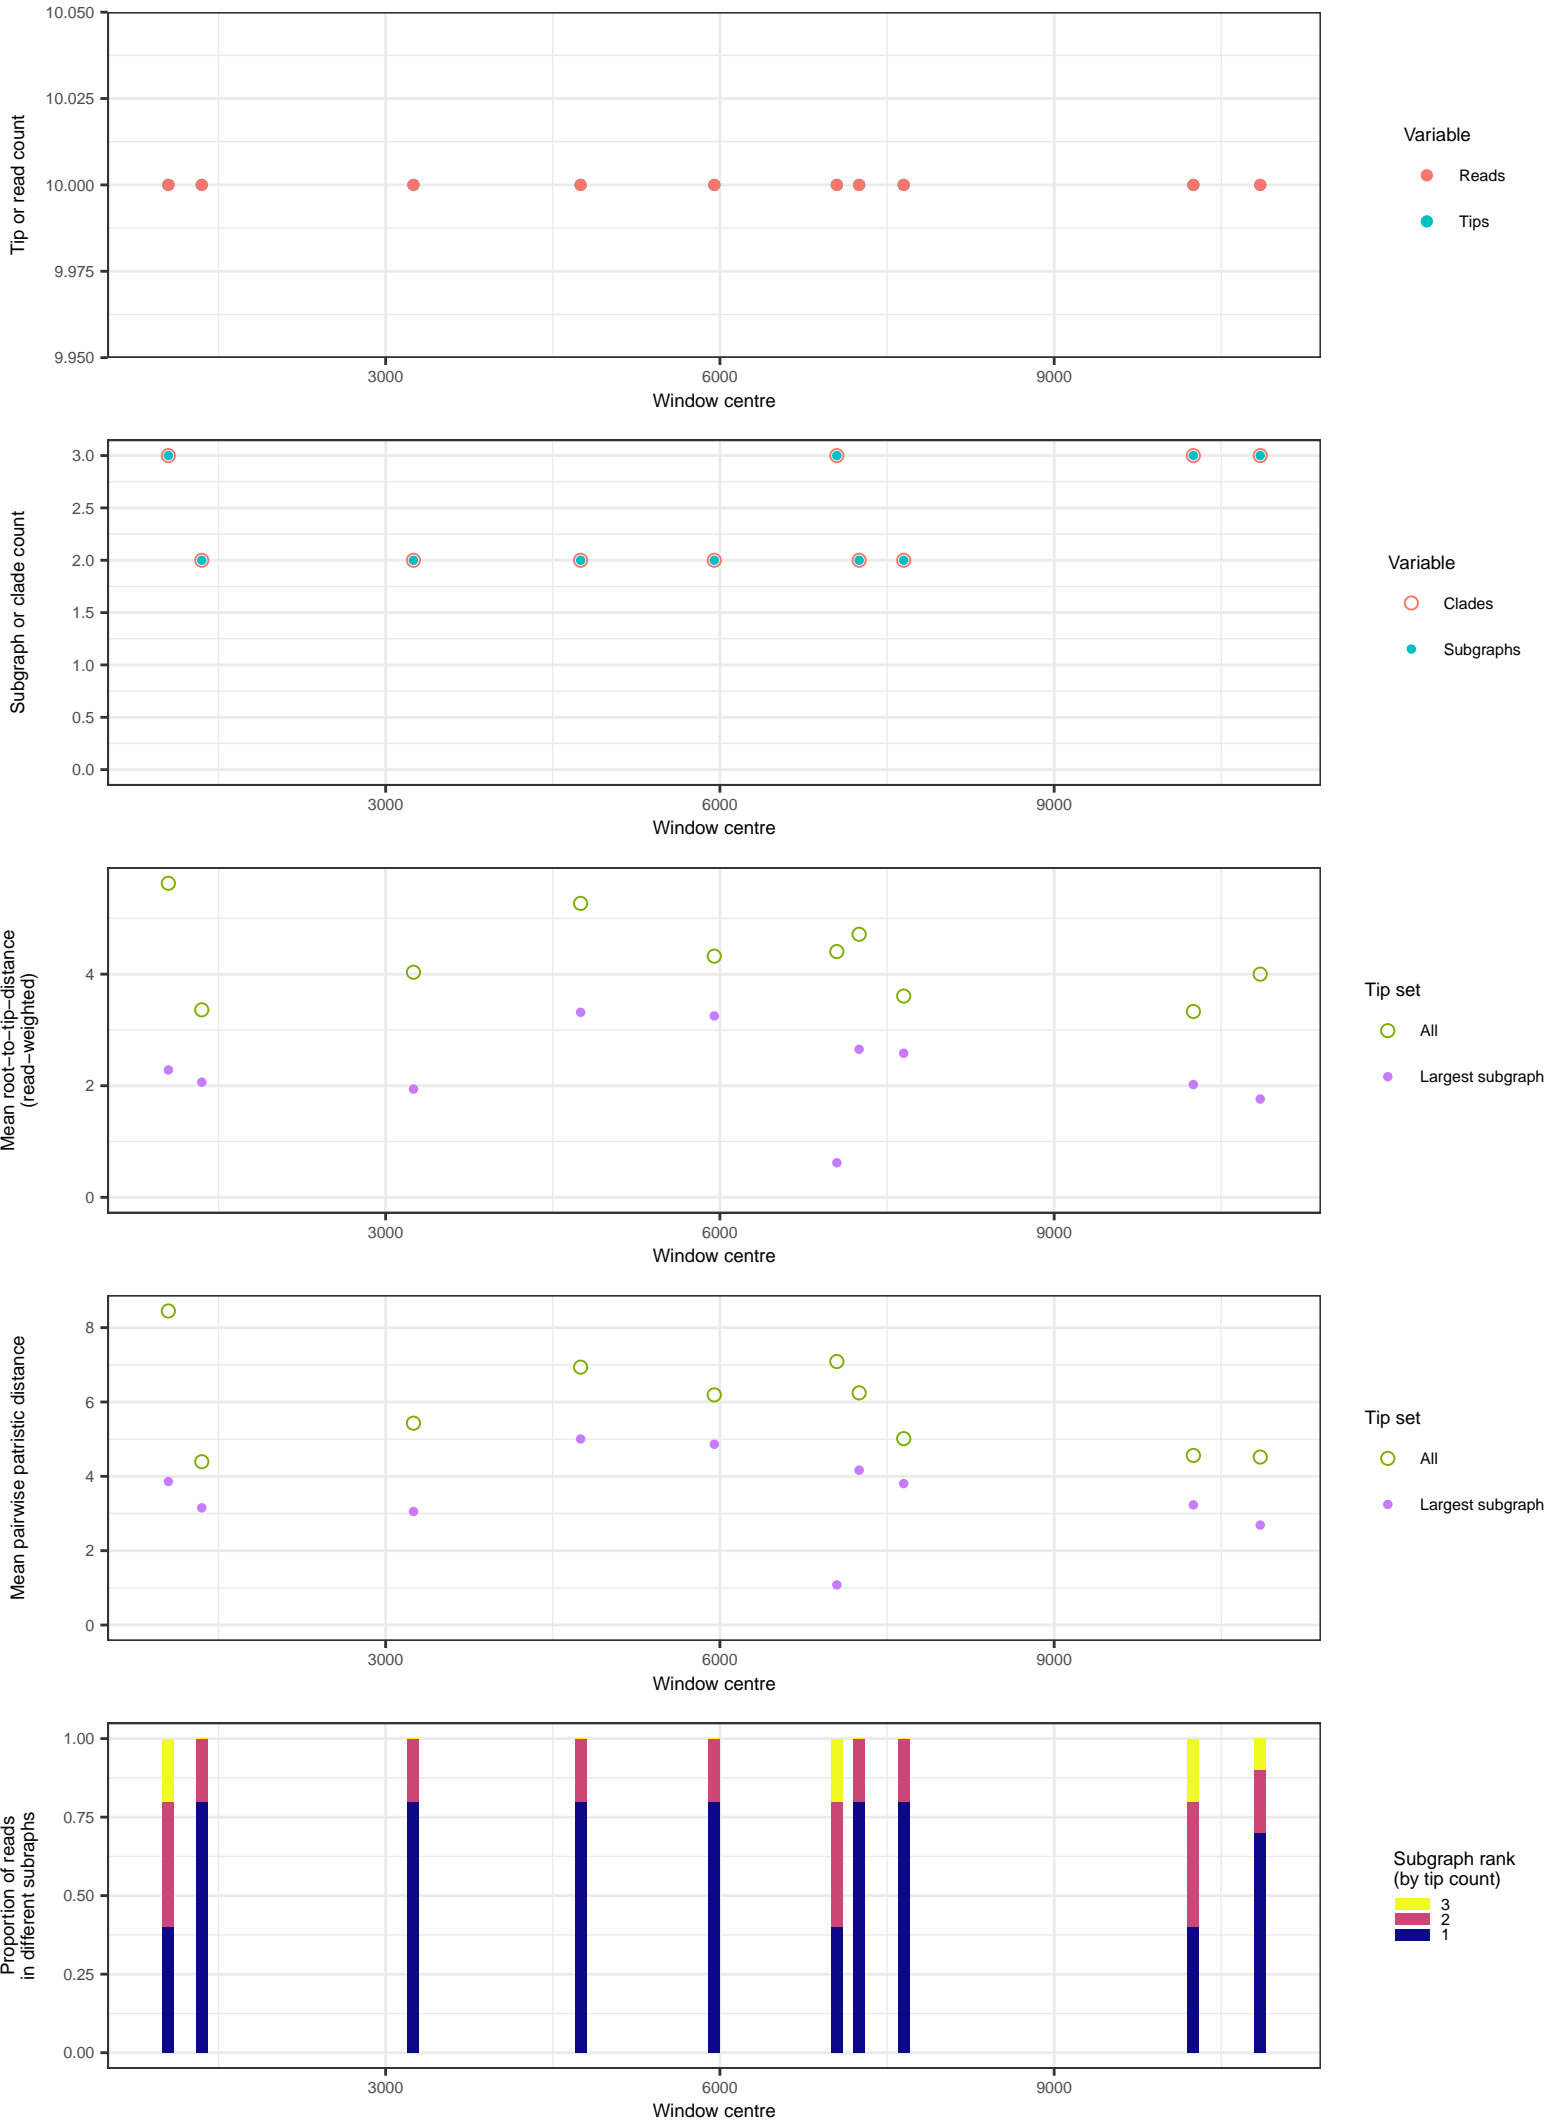 10.050
10.025
10.000
9.975
9.950
Tip or read count
3000
6000
9000
Window centre
Variable
Reads
Tips
3.0
2.5
2.0
1.5
1.0
0.5
0.0
Subgraph or clade count
3000
6000
9000
Window centre
Variable
Clades
Subgraphs
4
2
0
Mean root−to−tip−distance
(read−weighted)
3000
6000
9000
Window centre
Tip set
All
Largest subgraph
8
6
4
2
0
Mean pairwise patristic distance
3000
6000
9000
Window centre
Tip set
All
Largest subgraph
1.00
0.75
0.50
0.25
0.00
Proportion of reads
in different subraphs
3000
6000
9000
Window centre
Subgraph rank
(by tip count)
3
2
1